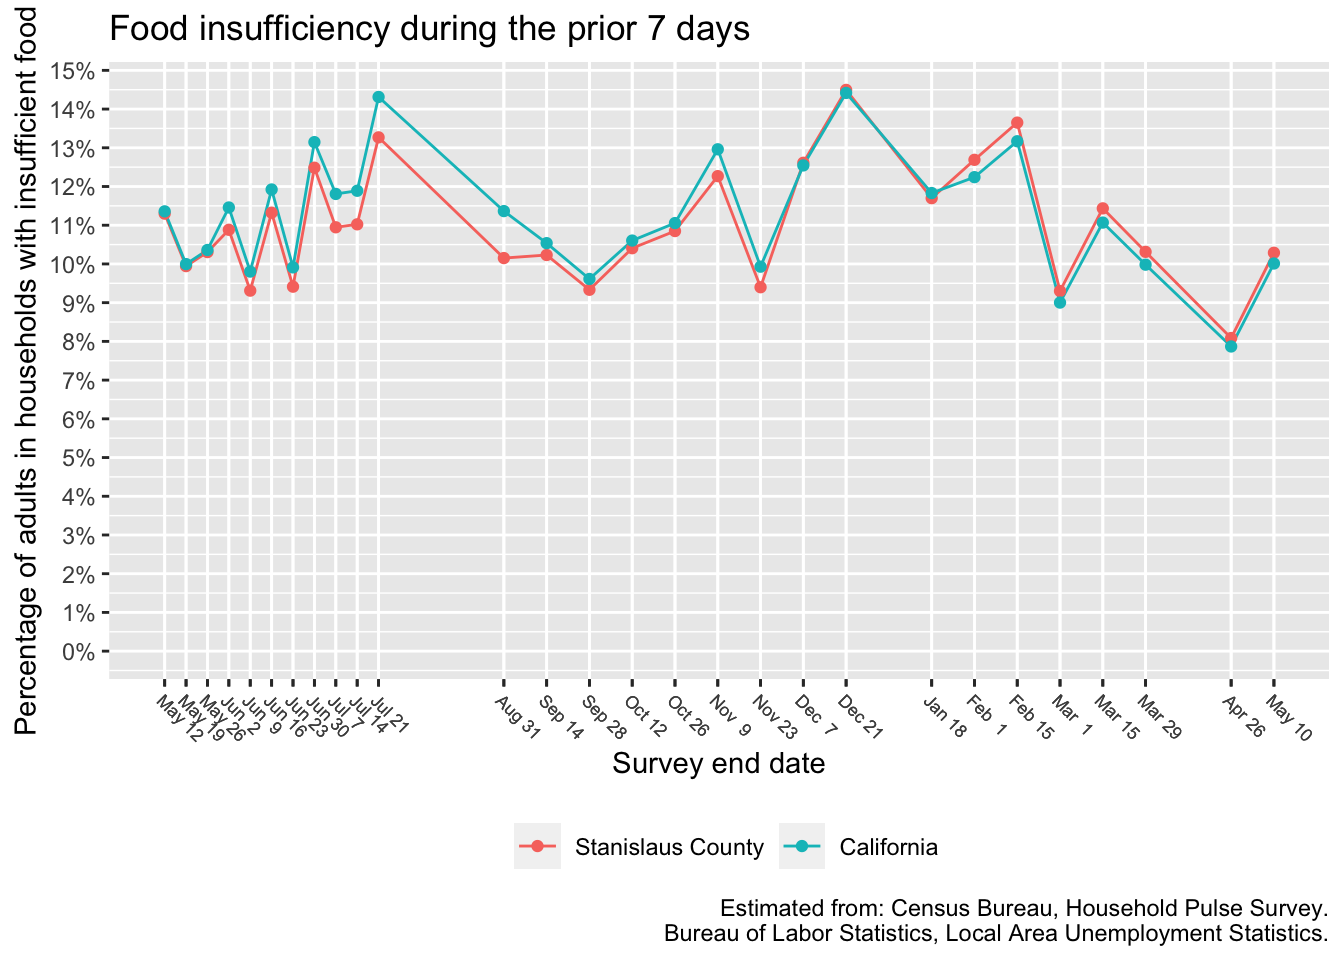 Food insufficiency during the prior 7 days
Percentage of adults in households with insufficient food
15%
14%
13%
12%
11%
10%
9%
8%
7%
6%
5%
4%
3%
2%
1%
0%
May 12
May 19
May 26
Jun 2
Jun 9
Jun 16
Jun 23
Jun 30
Jul 7
Jul 14
Jul 21
Aug 31
Sep 14
Sep 28
Oct 12
Oct 26
Nov 9
Nov 23
Dec 7
Dec 21
Jan 18
Feb 1
Feb 15
Mar 1
Mar 15
Mar 29
Apr 26
May 10
Survey end date
Stanislaus County
California
Estimated from: Census Bureau, Household Pulse Survey.
Bureau of Labor Statistics, Local Area Unemployment Statistics.